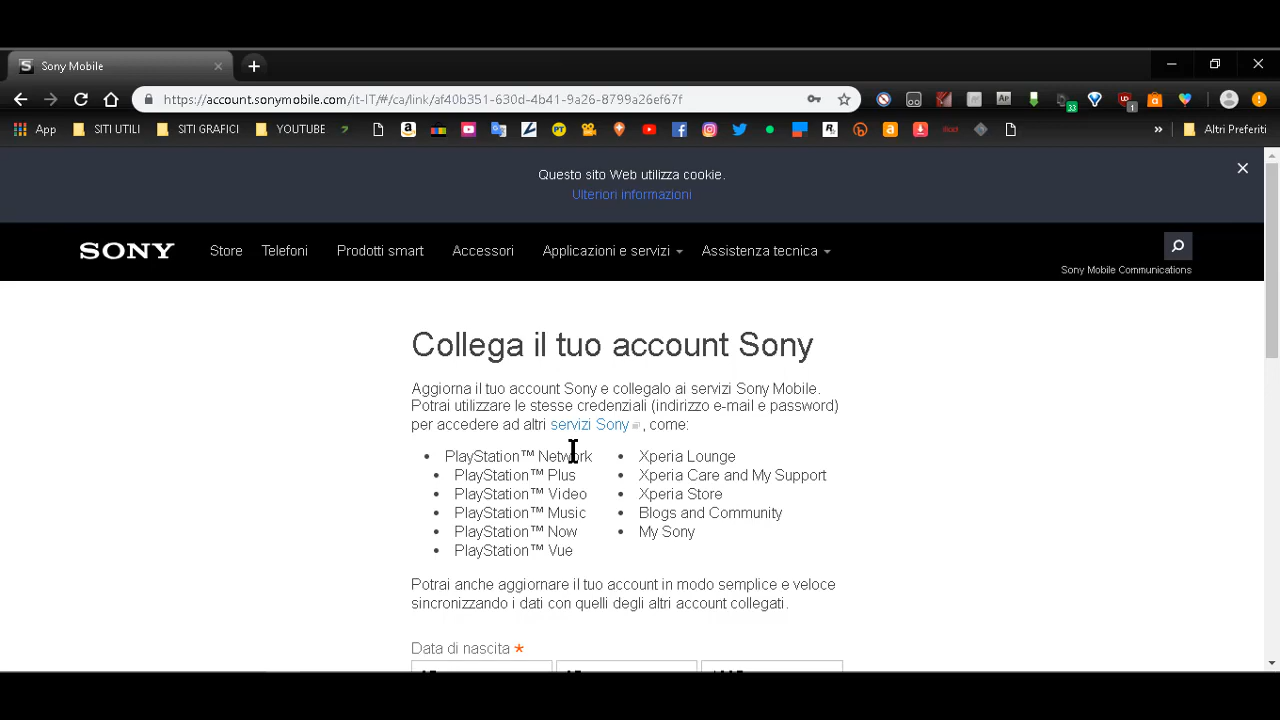 S Sony Mobile
https://account.sonymobile.com/it-IT/#/ca/link/af40b351-630d-4b41-9a26-8799a26ef67f
AP
33
1
App
SITI UTILI
SITI GRAFICI
YOUTUBE
PT
Altri Preferiti
Questo sito Web utilizza cookie.
Ulteriori informazioni
SONY
Store
Telefoni
Prodotti smart
Accessori
Applicazioni e servizi
Assistenza tecnica
Sony Mobile Communications
Collega il tuo account Sony
Aggiorna il tuo account Sony e collegalo ai servizi Sony Mobile.
Potrai utilizzare le stesse credenziali (indirizzo e-mail e password)
per accedere ad altri servizi Sony , come:
• PlayStation™ Network
• PlayStation™ Plus
• PlayStation™ Video
• PlayStation™ Music
• PlayStation™ Now
• PlayStation™ Vue
• Xperia Lounge
• Xperia Care and My Support
• Xperia Store
• Blogs and Community
• My Sony
Potrai anche aggiornare il tuo account in modo semplice e veloce
sincronizzando i dati con quelli degli altri account collegati.
Data di nascita *